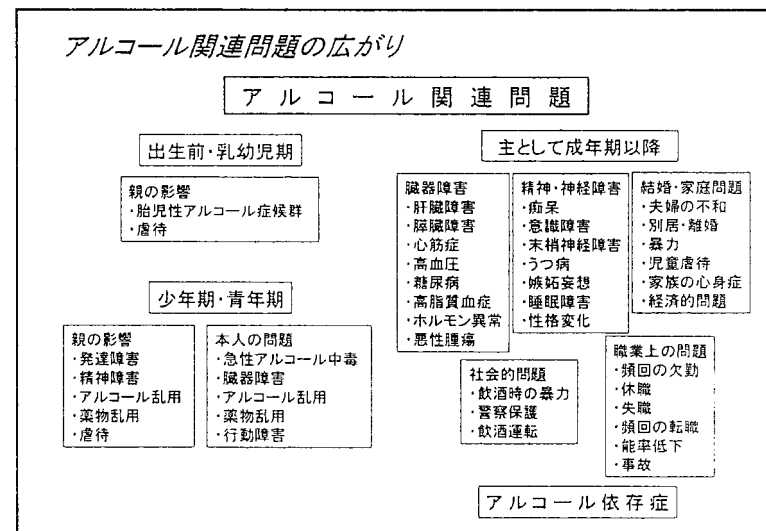 アルコール関連問題の広がり
アルコール関連問題
出生前・乳幼児期
親の影響
・胎児性アルコール症候群
・虐待
少年期・青年期
親の影響
・発達障害
・精神障害
・アルコール乱用
・薬物乱用
・虐待
本人の問題
・急性アルコール中毒
・臓器障害
・アルコール乱用
・薬物乱用
・行動障害
主として成年期以降
臓器障害
・肝臓障害
・膵臓障害
・心筋症
・高血圧
・糖尿病
・高脂質血症
・ホルモン異常
・悪性腫瘍
精神・神経障害
・痴呆
・意識障害
・末梢神経障害
・うつ病
・嫉妬妄想
・睡眠障害
・性格変化
結婚・家庭問題
・夫婦の不和
・別居・離婚
・暴力
・児童虐待
・家族の心身症
・経済的問題
社会的問題
・飲酒時の暴力
・警察保護
・飲酒運転
職業上の問題
・頻回の欠勤
・休職
・失職
・頻回の転職
・能率低下
・事故
アルコール依存症